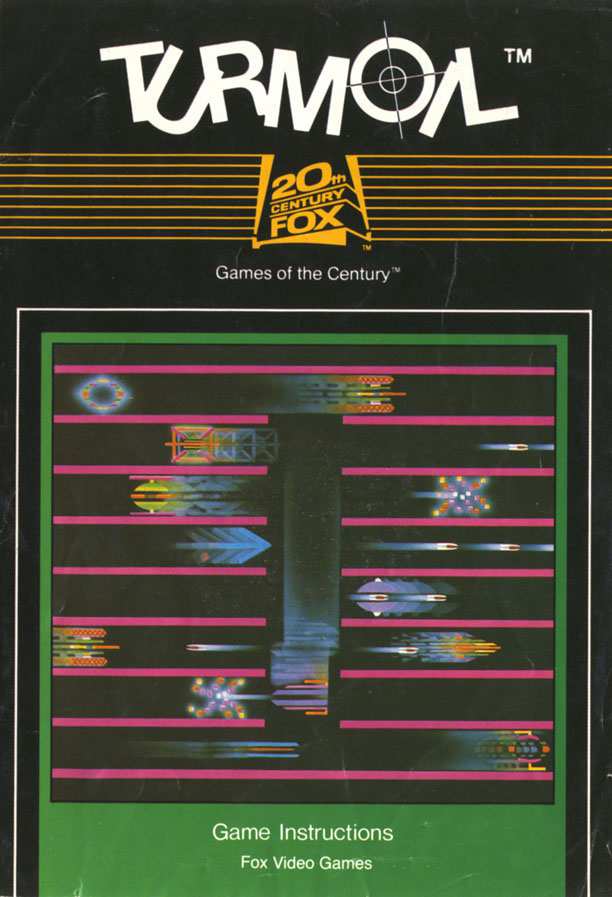 TURMOIL™
20th
CENTURY
FOX
TM
Games of the Century™
Game Instructions
Fox Video Games